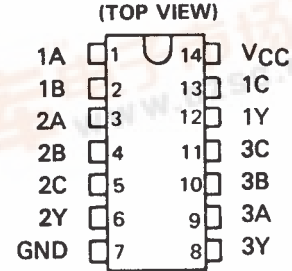 (TOP VIEW)
1A 1 14 VCC
1B 2 13 1C
2A 3 12 1Y
2B 4 11 3C
2C 5 10 3B
2Y 6 9 3A
GND 7 8 3Y